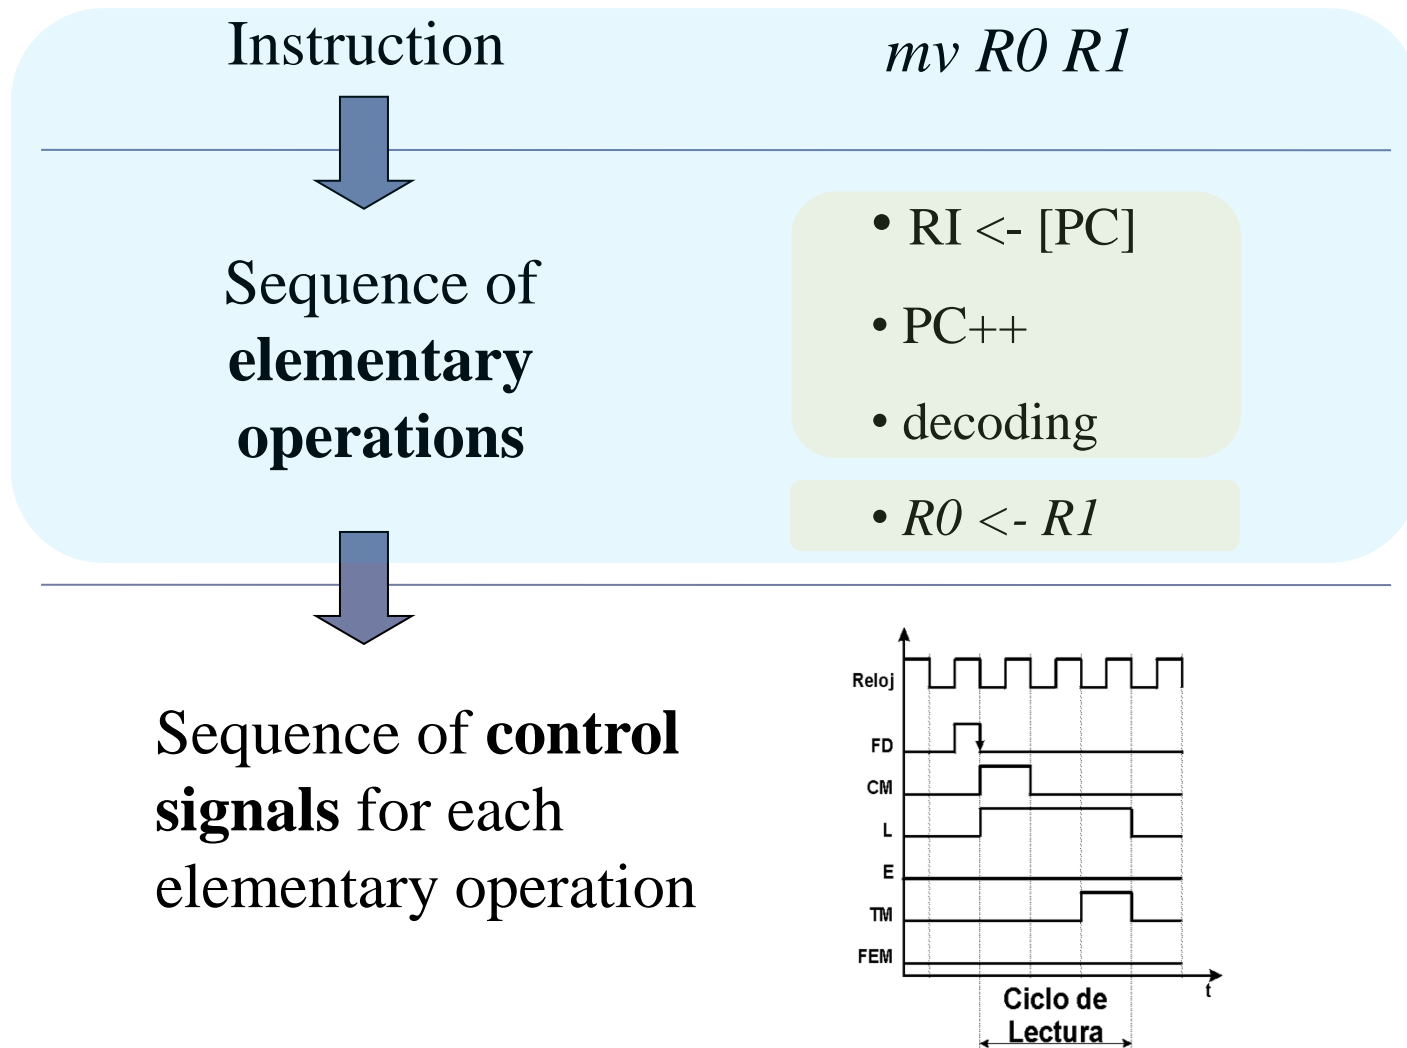 Instruction
mv R0 R1
Sequence of
elementary
operations
• RI <- [PC]
• PC++
• decoding
• R0 <- R1
Sequence of control
signals for each
elementary operation
Reloj
FD
CM
L
E
TM
FEM
t
Ciclo de
Lectura